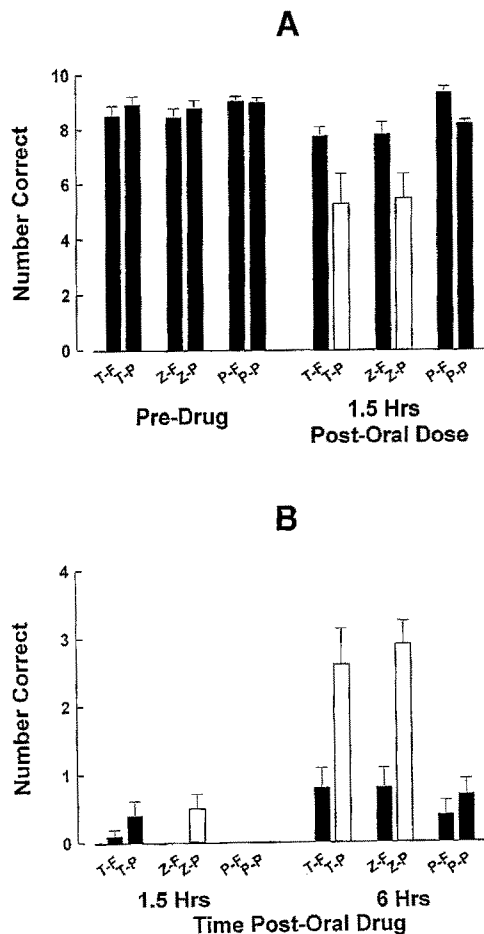 A
Number Correct
10
8
6
4
2
0
T-F T-P Z-F Z-P P-F P-P T-F T-P Z-F Z-P P-F P-P
Pre-Drug
1.5 Hrs
Post-Oral Dose
B
Number Correct
4
3
2
1
0
T-F T-P Z-F Z-P P-F P-P T-F T-P Z-F Z-P P-F P-P
1.5 Hrs 6 Hrs
Time Post-Oral Drug